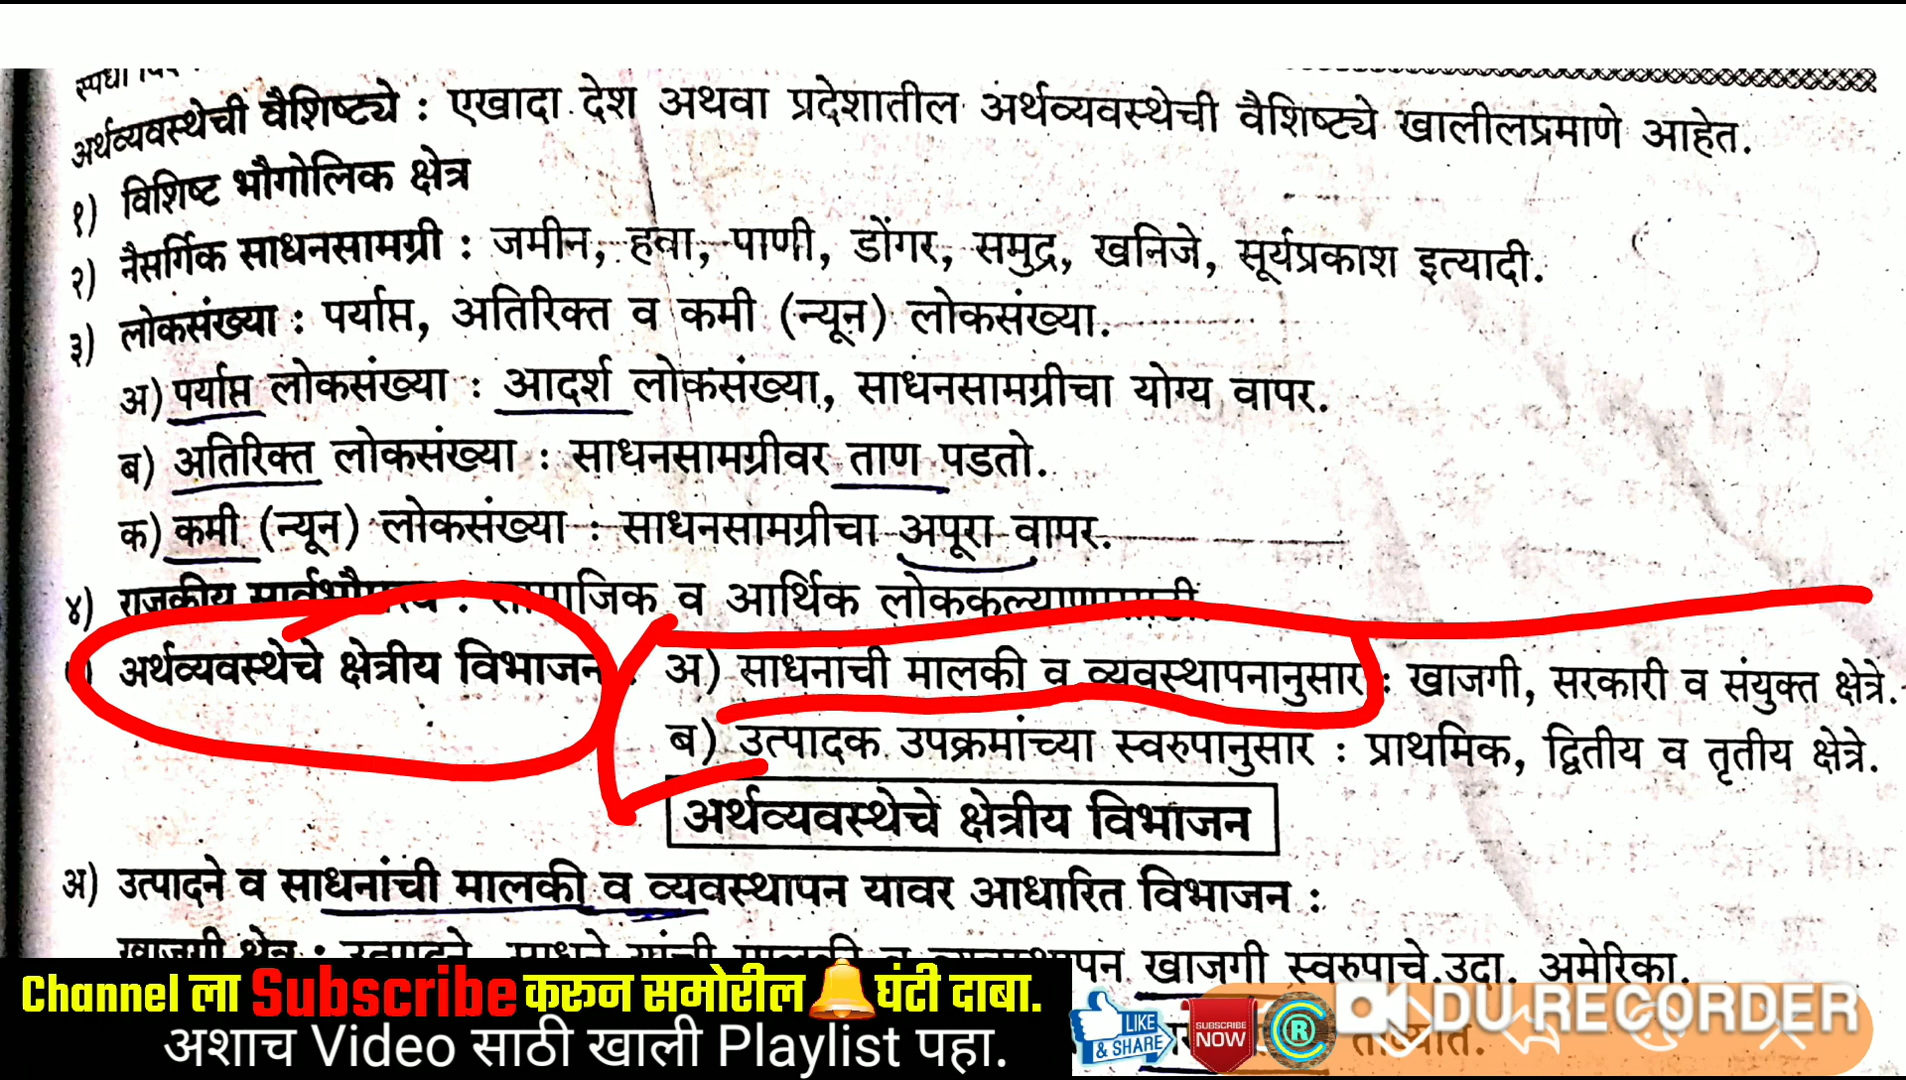 अर्थव्यवस्थेची वैशिष्ट्ये : एखादा देश अथवा प्रदेशातील अर्थव्यवस्थेची वैशिष्ट्ये खालीलप्रमाणे आहेत.
१) विशिष्ट भौगोलिक क्षेत्र
२) नैसर्गिक साधनसामग्री : जमीन, हवा, पाणी, डोंगर, समुद्र, खनिजे, सूर्यप्रकाश इत्यादी.
३) लोकसंख्या : पर्याप्त, अतिरिक्त व कमी (न्यून) लोकसंख्या.
अ) पर्याप्त लोकसंख्या : आदर्श लोकसंख्या, साधनसामग्रीचा योग्य वापर.
ब) अतिरिक्त लोकसंख्या : साधनसामग्रीवर ताण पडतो.
क) कमी (न्यून) लोकसंख्या : साधनसामग्रीचा अपूरा वापर.
४) राजकीय : व आर्थिक लोककल्याणासाठी
अर्थव्यवस्थेचे क्षेत्रीय विभाजन : अ) साधनांची मालकी व व्यवस्थापनानुसार : खाजगी, सरकारी व संयुक्त क्षेत्रे.
ब) उत्पादक उपक्रमांच्या स्वरुपानुसार : प्राथमिक, द्वितीय व तृतीय क्षेत्रे.
अर्थव्यवस्थेचे क्षेत्रीय विभाजन
अ) उत्पादने व साधनांची मालकी व व्यवस्थापन यावर आधारित विभाजन :
खाजगी स्वरुपाचे.उदा. अमेरिका.
Channel ला Subscribe करून समोरील घंटी दाबा.
अशाच Video साठी खाली Playlist पहा.
LIKE & SHARE
SUBSCRIBE NOW
CR
DU RECORDER